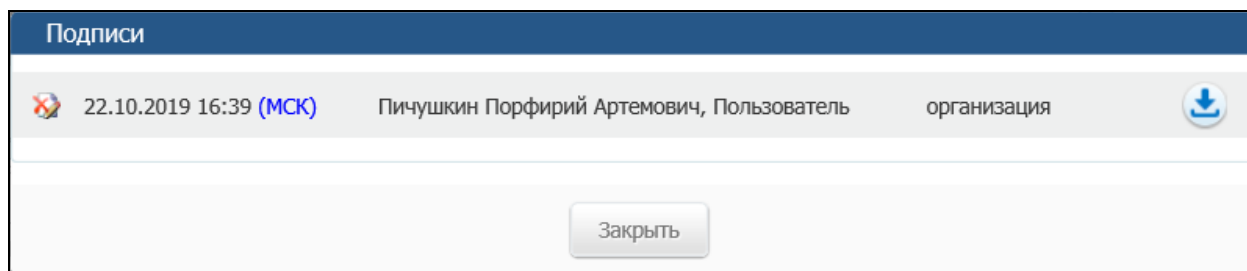 Подписи
22.10.2019 16:39 (МСК) Пичушкин Порфирий Артемович, Пользователь организация
Закрыть